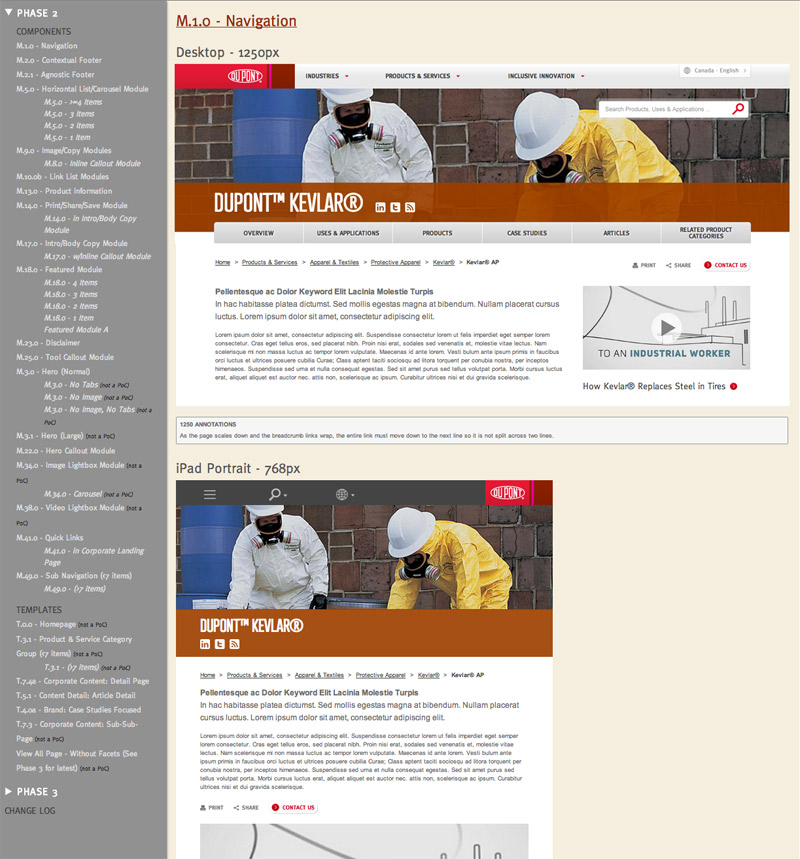 PHASE 2
COMPONENTS
M.1.0 - Navigation
M.2.0 - Contextual Footer
M.2.1 - Agnostic Footer
M.5.0 - Horizontal List/Carousel Module
M.5.0 - >=4 Items
M.5.0 - 3 Items
M.5.0 - 2 Items
M.5.0 - 1 Item
M.9.0 - Image/Copy Modules
M.8.0 - Inline Callout Module
M.10.0b - Link List Modules
M.13.0 - Product Information
M.14.0 - Print/Share/Save Module
M.14.0 - in Intro/Body Copy
Module
M.17.0 - Intro/Body Copy Module
M.17.0 - w/Inline Callout Module
M.18.0 - Featured Module
M.18.0 - 4 Items
M.18.0 - 3 Items
M.18.0 - 2 Items
M.18.0 - 1 Item
Featured Module A
M.23.0 - Disclaimer
M.25.0 - Tool Callout Module
M.3.0 - Hero (Normal)
M.3.0 - No Tabs (not a PoC)
M.3.0 - No Image (not a PoC)
M.3.0 - No Image, No Tabs (not a
PoC)
M.3.1 - Hero (Large) (not a PoC)
M.22.0 - Hero Callout Module
M.34.0 - Image Lightbox Module (not a
PoC)
M.34.0 - Carousel (not a PoC)
M.38.0 - Video Lightbox Module (not a
PoC)
M.41.0 - Quick Links
M.41.0 - In Corporate Landing
Page
M.49.0 - Sub Navigation (17 items)
M.49.0 - (17 items)
TEMPLATES
T.0.0 - Homepage (not a PoC)
T.3.1 - Product & Service Category
Group (17 items) (not a PoC)
T.3.1 - (17 items) (not a PoC)
T.7.4a - Corporate Content: Detail Page
T.5.1 - Content Detail: Article Detail
T.4.0a - Brand: Case Studies Focused
T.7.3 - Corporate Content: Sub-Sub-
Page (not a PoC)
View All Page - Without Facets (See
Phase 3 for latest) (not a PoC)
PHASE 3
CHANGE LOG
M.1.0 - Navigation
Desktop - 1250px
DUPONT
INDUSTRIES
PRODUCTS & SERVICES
INCLUSIVE INNOVATION
Canada - English
Search Products, Uses & Applications ...
DUPONT™ KEVLAR®
OVERVIEW
USES & APPLICATIONS
PRODUCTS
CASE STUDIES
ARTICLES
RELATED PRODUCT
CATEGORIES
Home > Products & Services > Apparel & Textiles > Protective Apparel > Kevlar® > Kevlar® AP
PRINT
SHARE
CONTACT US
Pellentesque ac Dolor Keyword Elit Lacinia Molestie Turpis
In hac habitasse platea dictumst. Sed mollis egestas magna at bibendum. Nullam placerat cursus
luctus. Lorem ipsum dolor sit amet, consectetur adipiscing elit.
Lorem ipsum dolor sit amet, consectetur adipiscing elit. Suspendisse consectetur lorem ut felis imperdiet eget semper lorem
consectetur. Cras eget tellus eros, sed placerat nibh. Proin nisi erat, sodales sed venenatis et, molestie vitae lectus. Nam
scelerisque mi non massa luctus ac tempor lorem vulputate. Maecenas id ante lorem. Vesti bulum ante ipsum primis in faucibus
orci luctus et ultrices posuere cubilia Curae; Class aptent taciti sociosqu ad litora torquent per conubia nostra, per inceptos
himenaeos. Suspendisse sed urna et nulla consequat egestas. Sed sit amet purus sed tellus volutpat porta. Morbi cursus luctus
erat, aliquet aliquet est auctor nec. attis non, scelerisque ac ipsum. Curabitur ultrices nisi et dui gravida scelerisque.
TO AN INDUSTRIAL WORKER
How Kevlar® Replaces Steel in Tires
1250 ANNOTATIONS
As the page scales down and the breadcrumb links wrap, the entire link must move down to the next line so it is not split across two lines.
iPad Portrait - 768px
DUPONT
DUPONT™ KEVLAR®
Home > Products & Services > Apparel & Textiles > Protective Apparel > Kevlar® > Kevlar® AP
Pellentesque ac Dolor Keyword Elit Lacinia Molestie Turpis
In hac habitasse platea dictumst. Sed mollis egestas magna at bibendum. Nullam placerat
cursus luctus. Lorem ipsum dolor sit amet, consectetur adipiscing elit.
Lorem ipsum dolor sit amet, consectetur adipiscing elit. Suspendisse consectetur lorem ut felis imperdiet eget semper
lorem consectetur. Cras eget tellus eros, sed placerat nibh. Proin nisi erat, sodales sed venenatis et, molestie vitae
lectus. Nam scelerisque mi non massa luctus ac tempor lorem vulputate. Maecenas id ante lorem. Vesti bulum ante
ipsum primis in faucibus orci luctus et ultrices posuere cubilia Curae; Class aptent taciti sociosqu ad litora torquent per
conubia nostra, per inceptos himenaeos. Suspendisse sed urna et nulla consequat egestas. Sed sit amet purus sed
tellus volutpat porta. Morbi cursus luctus erat, aliquet aliquet est auctor nec. attis non, scelerisque ac ipsum. Curabitur
ultrices nisi et dui gravida scelerisque.
PRINT
SHARE
CONTACT US